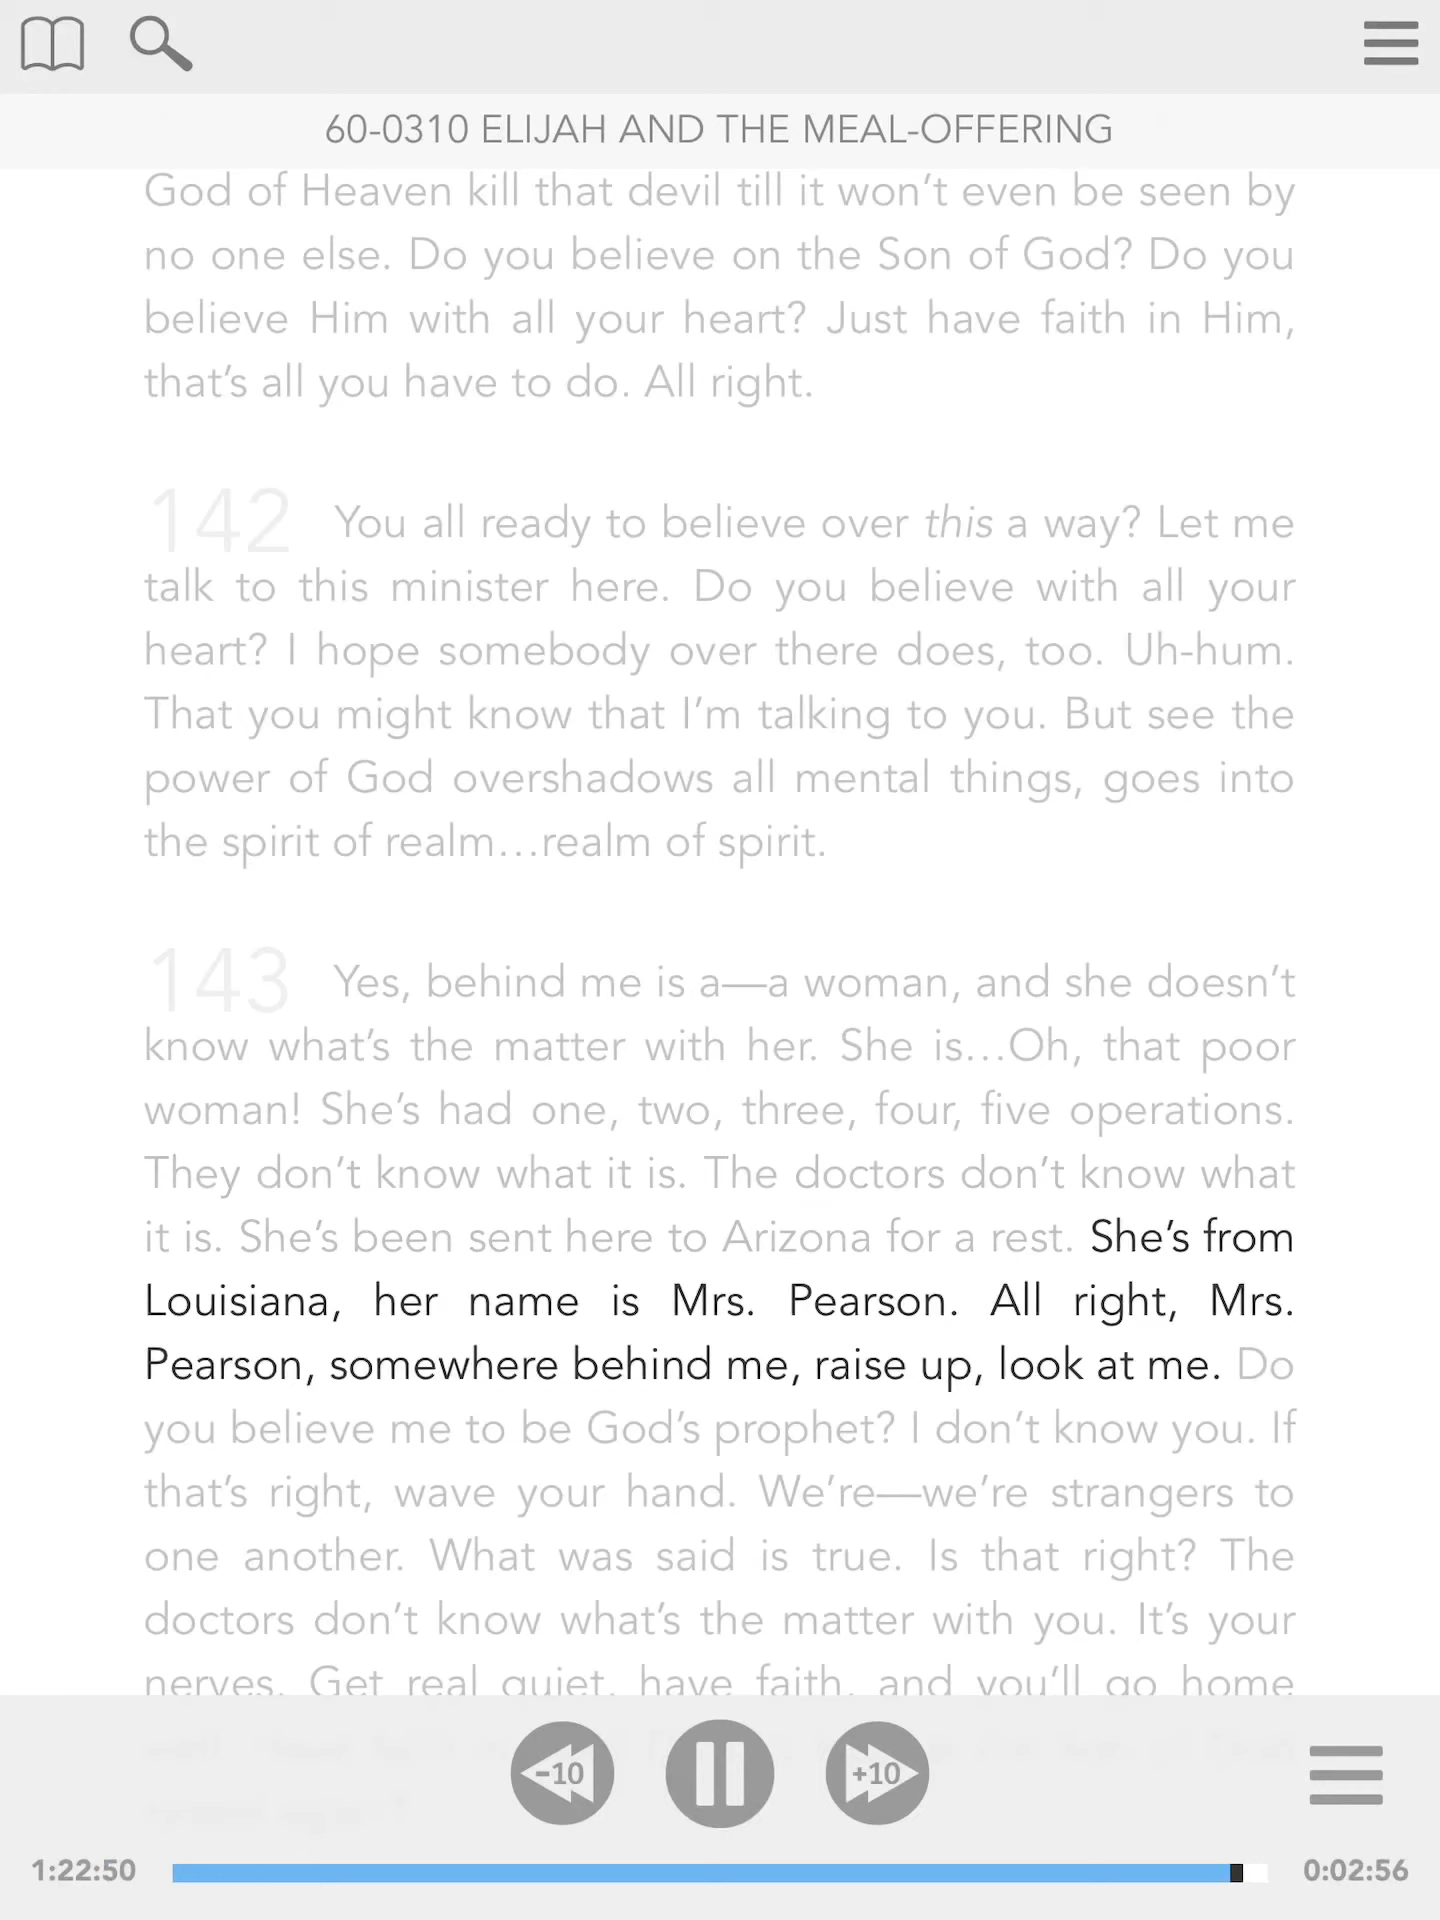 60-0310 ELIJAH AND THE MEAL-OFFERING
God of Heaven kill that devil till it won’t even be seen by
no one else. Do you believe on the Son of God? Do you
believe Him with all your heart? Just have faith in Him,
that’s all you have to do. All right.
142 You all ready to believe over this a way? Let me
talk to this minister here. Do you believe with all your
heart? I hope somebody over there does, too. Uh-hum.
That you might know that I’m talking to you. But see the
power of God overshadows all mental things, goes into
the spirit of realm…realm of spirit.
143 Yes, behind me is a—a woman, and she doesn’t
know what’s the matter with her. She is…Oh, that poor
woman! She’s had one, two, three, four, five operations.
They don’t know what it is. The doctors don’t know what
it is. She’s been sent here to Arizona for a rest. She’s from
Louisiana, her name is Mrs. Pearson. All right, Mrs.
Pearson, somewhere behind me, raise up, look at me. Do
you believe me to be God’s prophet? I don’t know you. If
that’s right, wave your hand. We’re—we’re strangers to
one another. What was said is true. Is that right? The
doctors don’t know what’s the matter with you. It’s your
nerves. Get real quiet, have faith, and you’ll go home
-10 +10
1:22:50 0:02:56